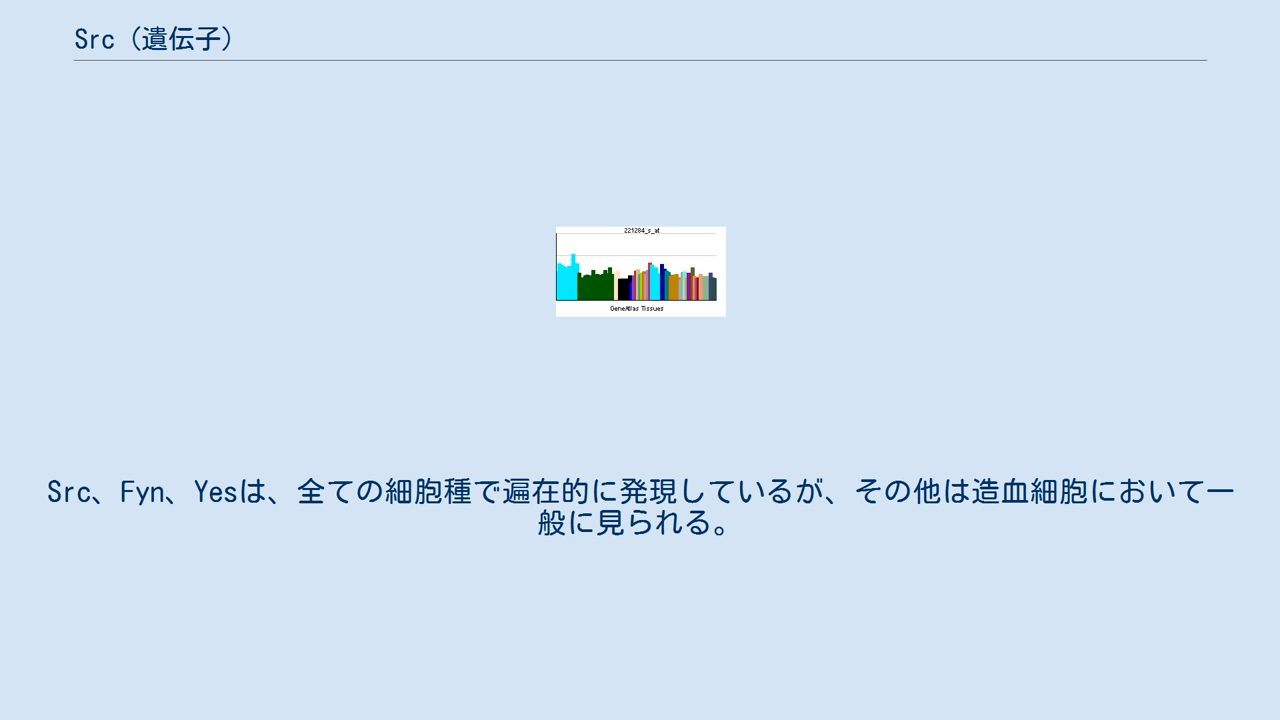 Src（遺伝子）
221284_s_at
GeneAtlas Tissues
Src、Fyn、Yesは、全ての細胞種で遍在的に発現しているが、その他は造血細胞において一
般に見られる。